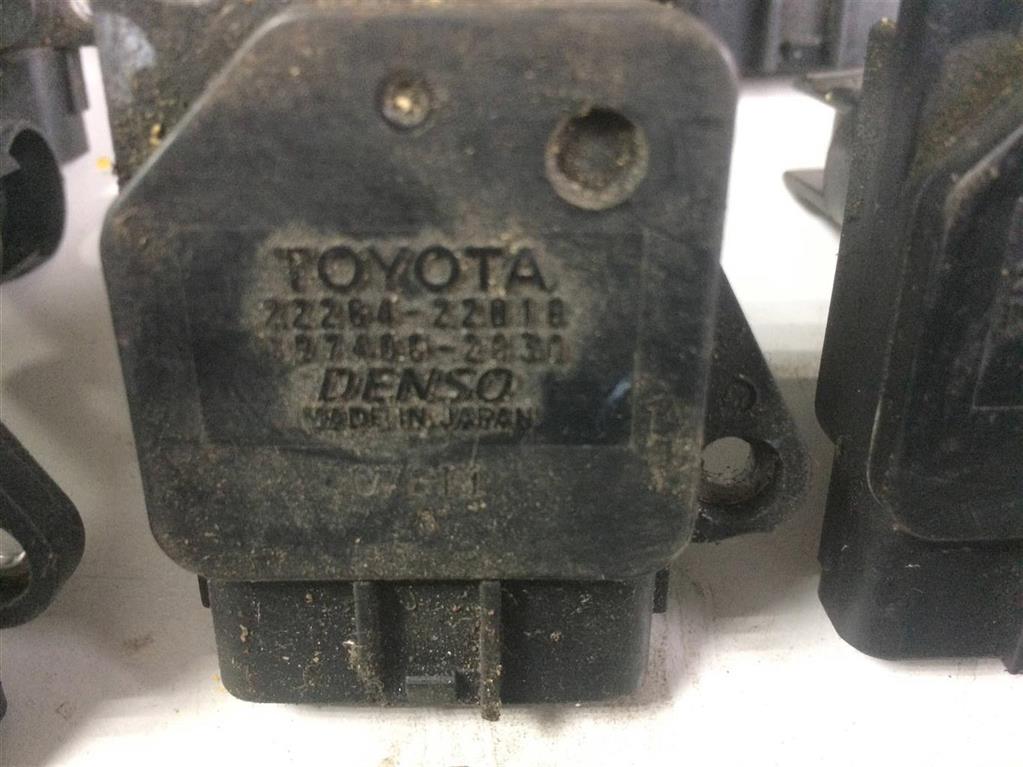 TOYOTA
22204-22010
197400-2030
DENSO
MADE IN JAPAN